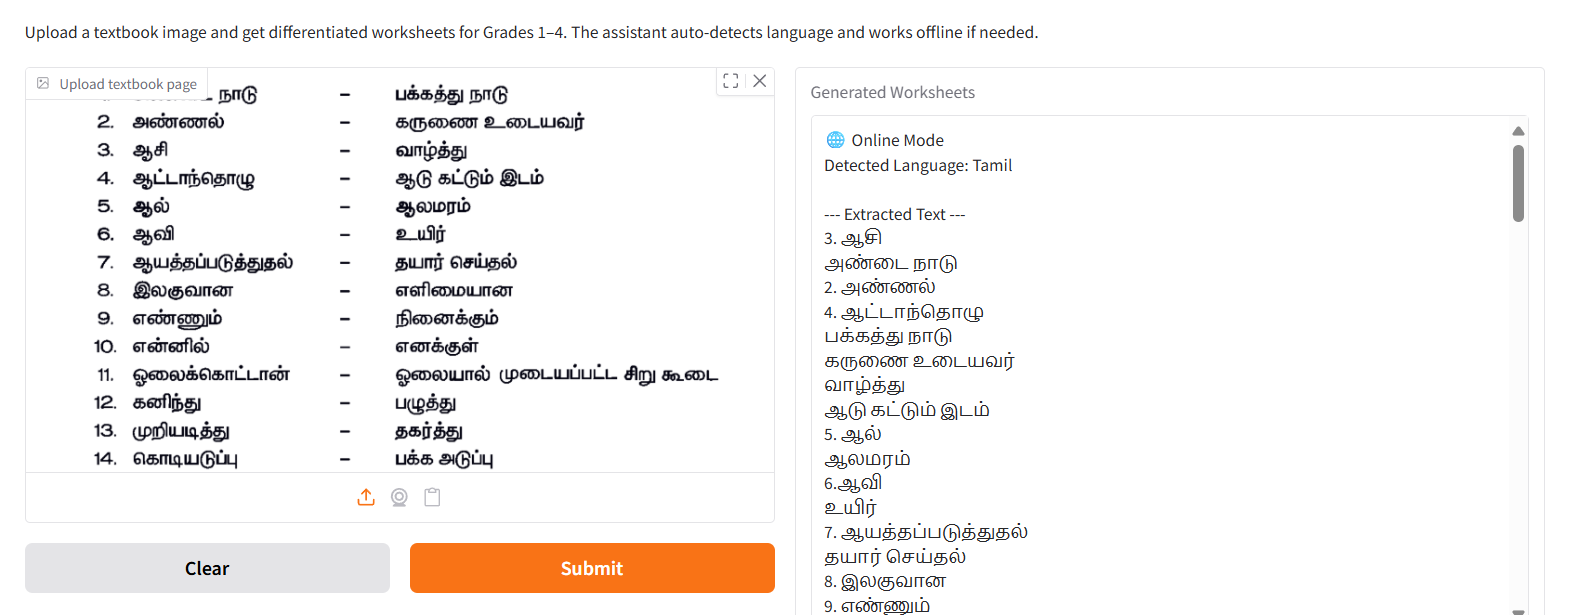 Upload a textbook image and get differentiated worksheets for Grades 1–4. The assistant auto-detects language and works offline if needed.
Upload textbook page
நாடு – பக்கத்து நாடு
2. அண்ணல் – கருணை உடையவர்
3. ஆசி – வாழ்த்து
4. ஆட்டாந்தொழு – ஆடு கட்டும் இடம்
5. ஆல் – ஆலமரம்
6. ஆவி – உயிர்
7. ஆயத்தப்படுத்துதல் – தயார் செய்தல்
8. இலகுவான – எளிமையான
9. எண்ணும் – நினைக்கும்
10. என்னில் – எனக்குள்
11. ஓலைக்கொட்டான் – ஓலையால் முடையப்பட்ட சிறு கூடை
12. கனிந்து – பழுத்து
13. முறியடித்து – தகர்த்து
14. கொடியடுப்பு – பக்க அடுப்பு
Clear
Submit
Generated Worksheets
Online Mode
Detected Language: Tamil
--- Extracted Text ---
3. ஆசி
அண்டை நாடு
2. அண்ணல்
4. ஆட்டாந்தொழு
பக்கத்து நாடு
கருணை உடையவர்
வாழ்த்து
ஆடு கட்டும் இடம்
5. ஆல்
ஆலமரம்
6.ஆவி
உயிர்
7. ஆயத்தப்படுத்துதல்
தயார் செய்தல்
8. இலகுவான
9. எண்ணும்